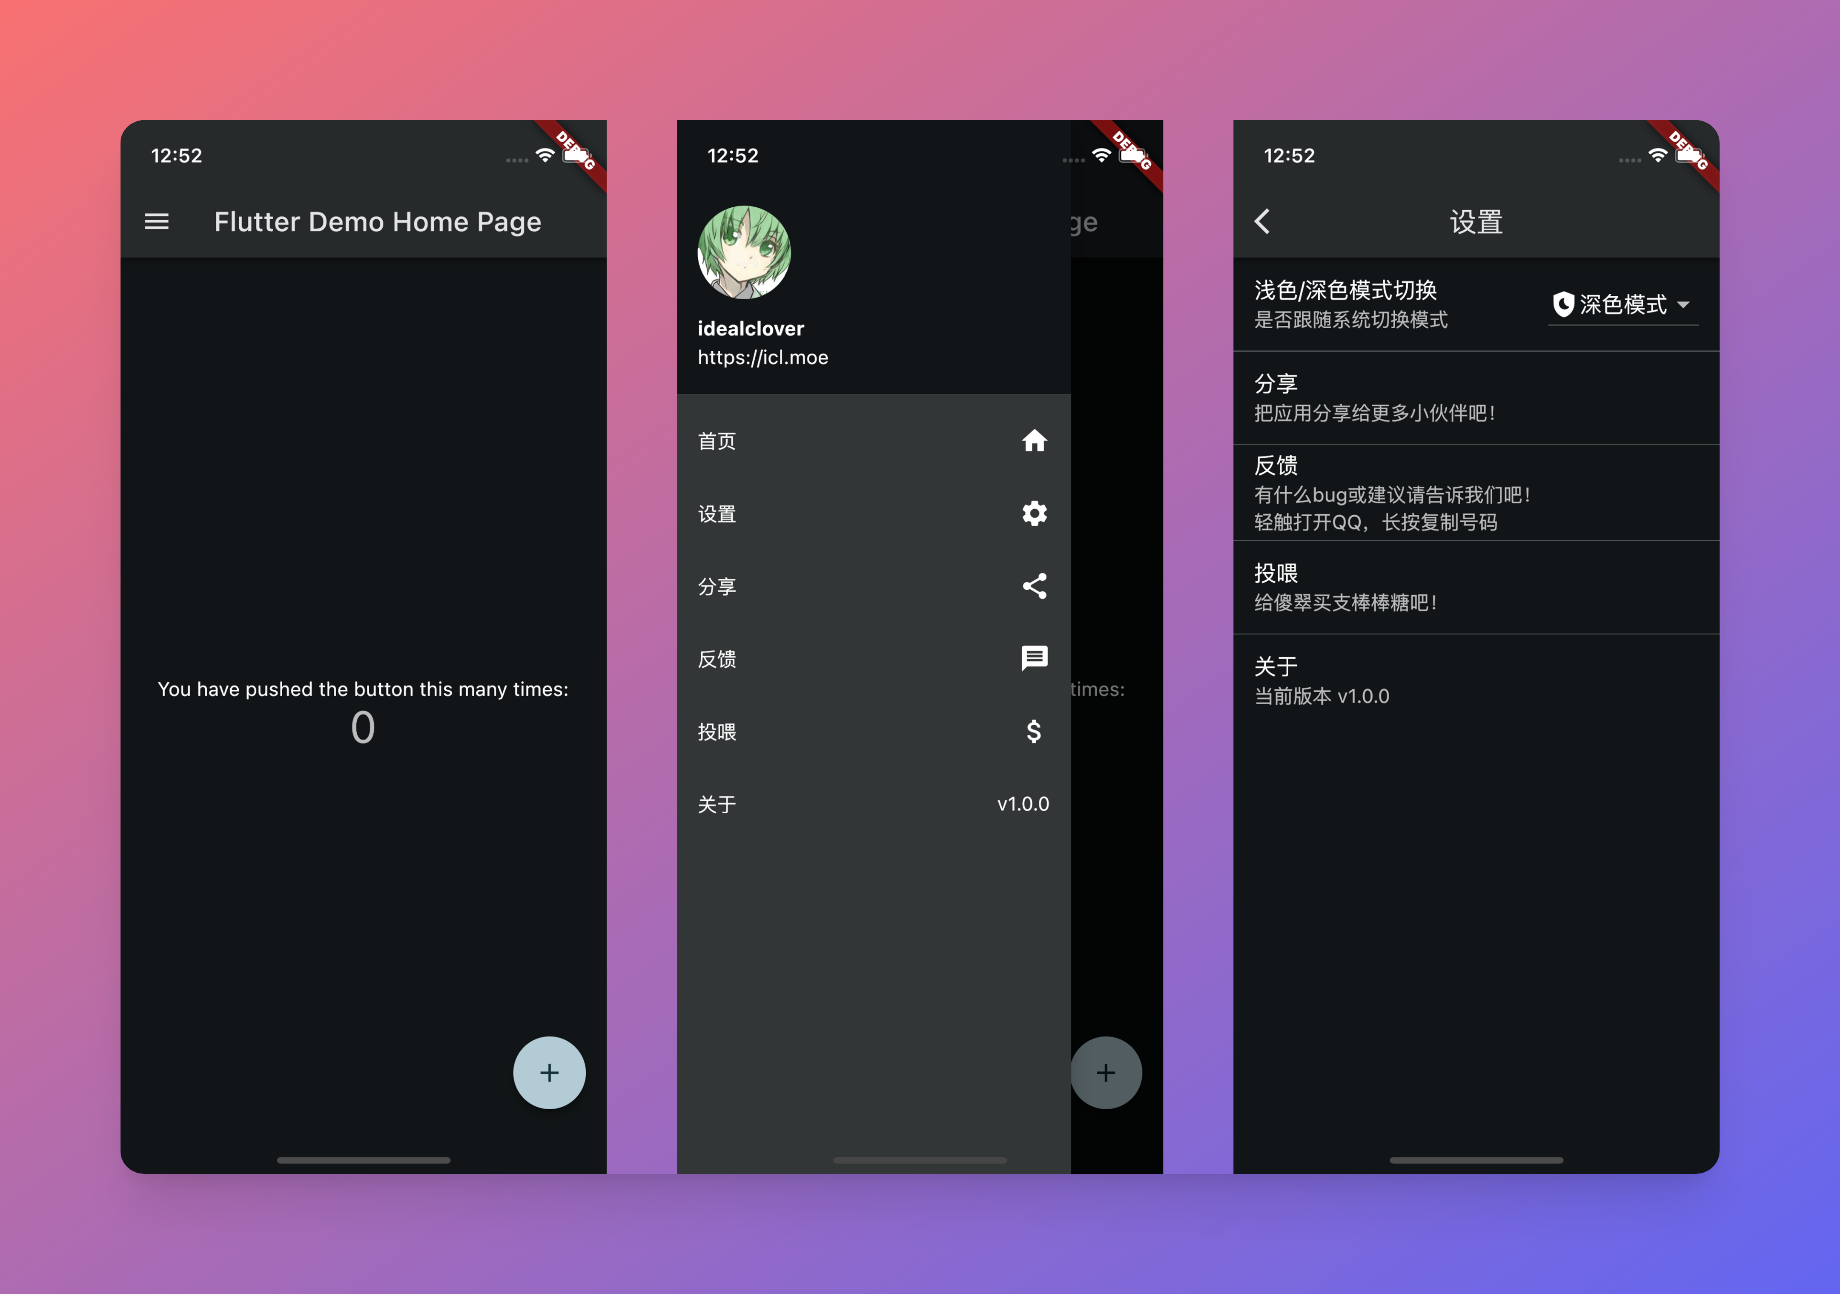 12:52
DEBUG
Flutter Demo Home Page
You have pushed the button this many times:
0
12:52
DEBUG
ge
idealclover
https://icl.moe
首页
设置
分享
反馈
投喂
关于 v1.0.0
times:
12:52
DEBUG
设置
浅色/深色模式切换
是否跟随系统切换模式
深色模式
分享
把应用分享给更多小伙伴吧！
反馈
有什么bug或建议请告诉我们吧！
轻触打开QQ，长按复制号码
投喂
给傻翠买支棒棒糖吧！
关于
当前版本 v1.0.0